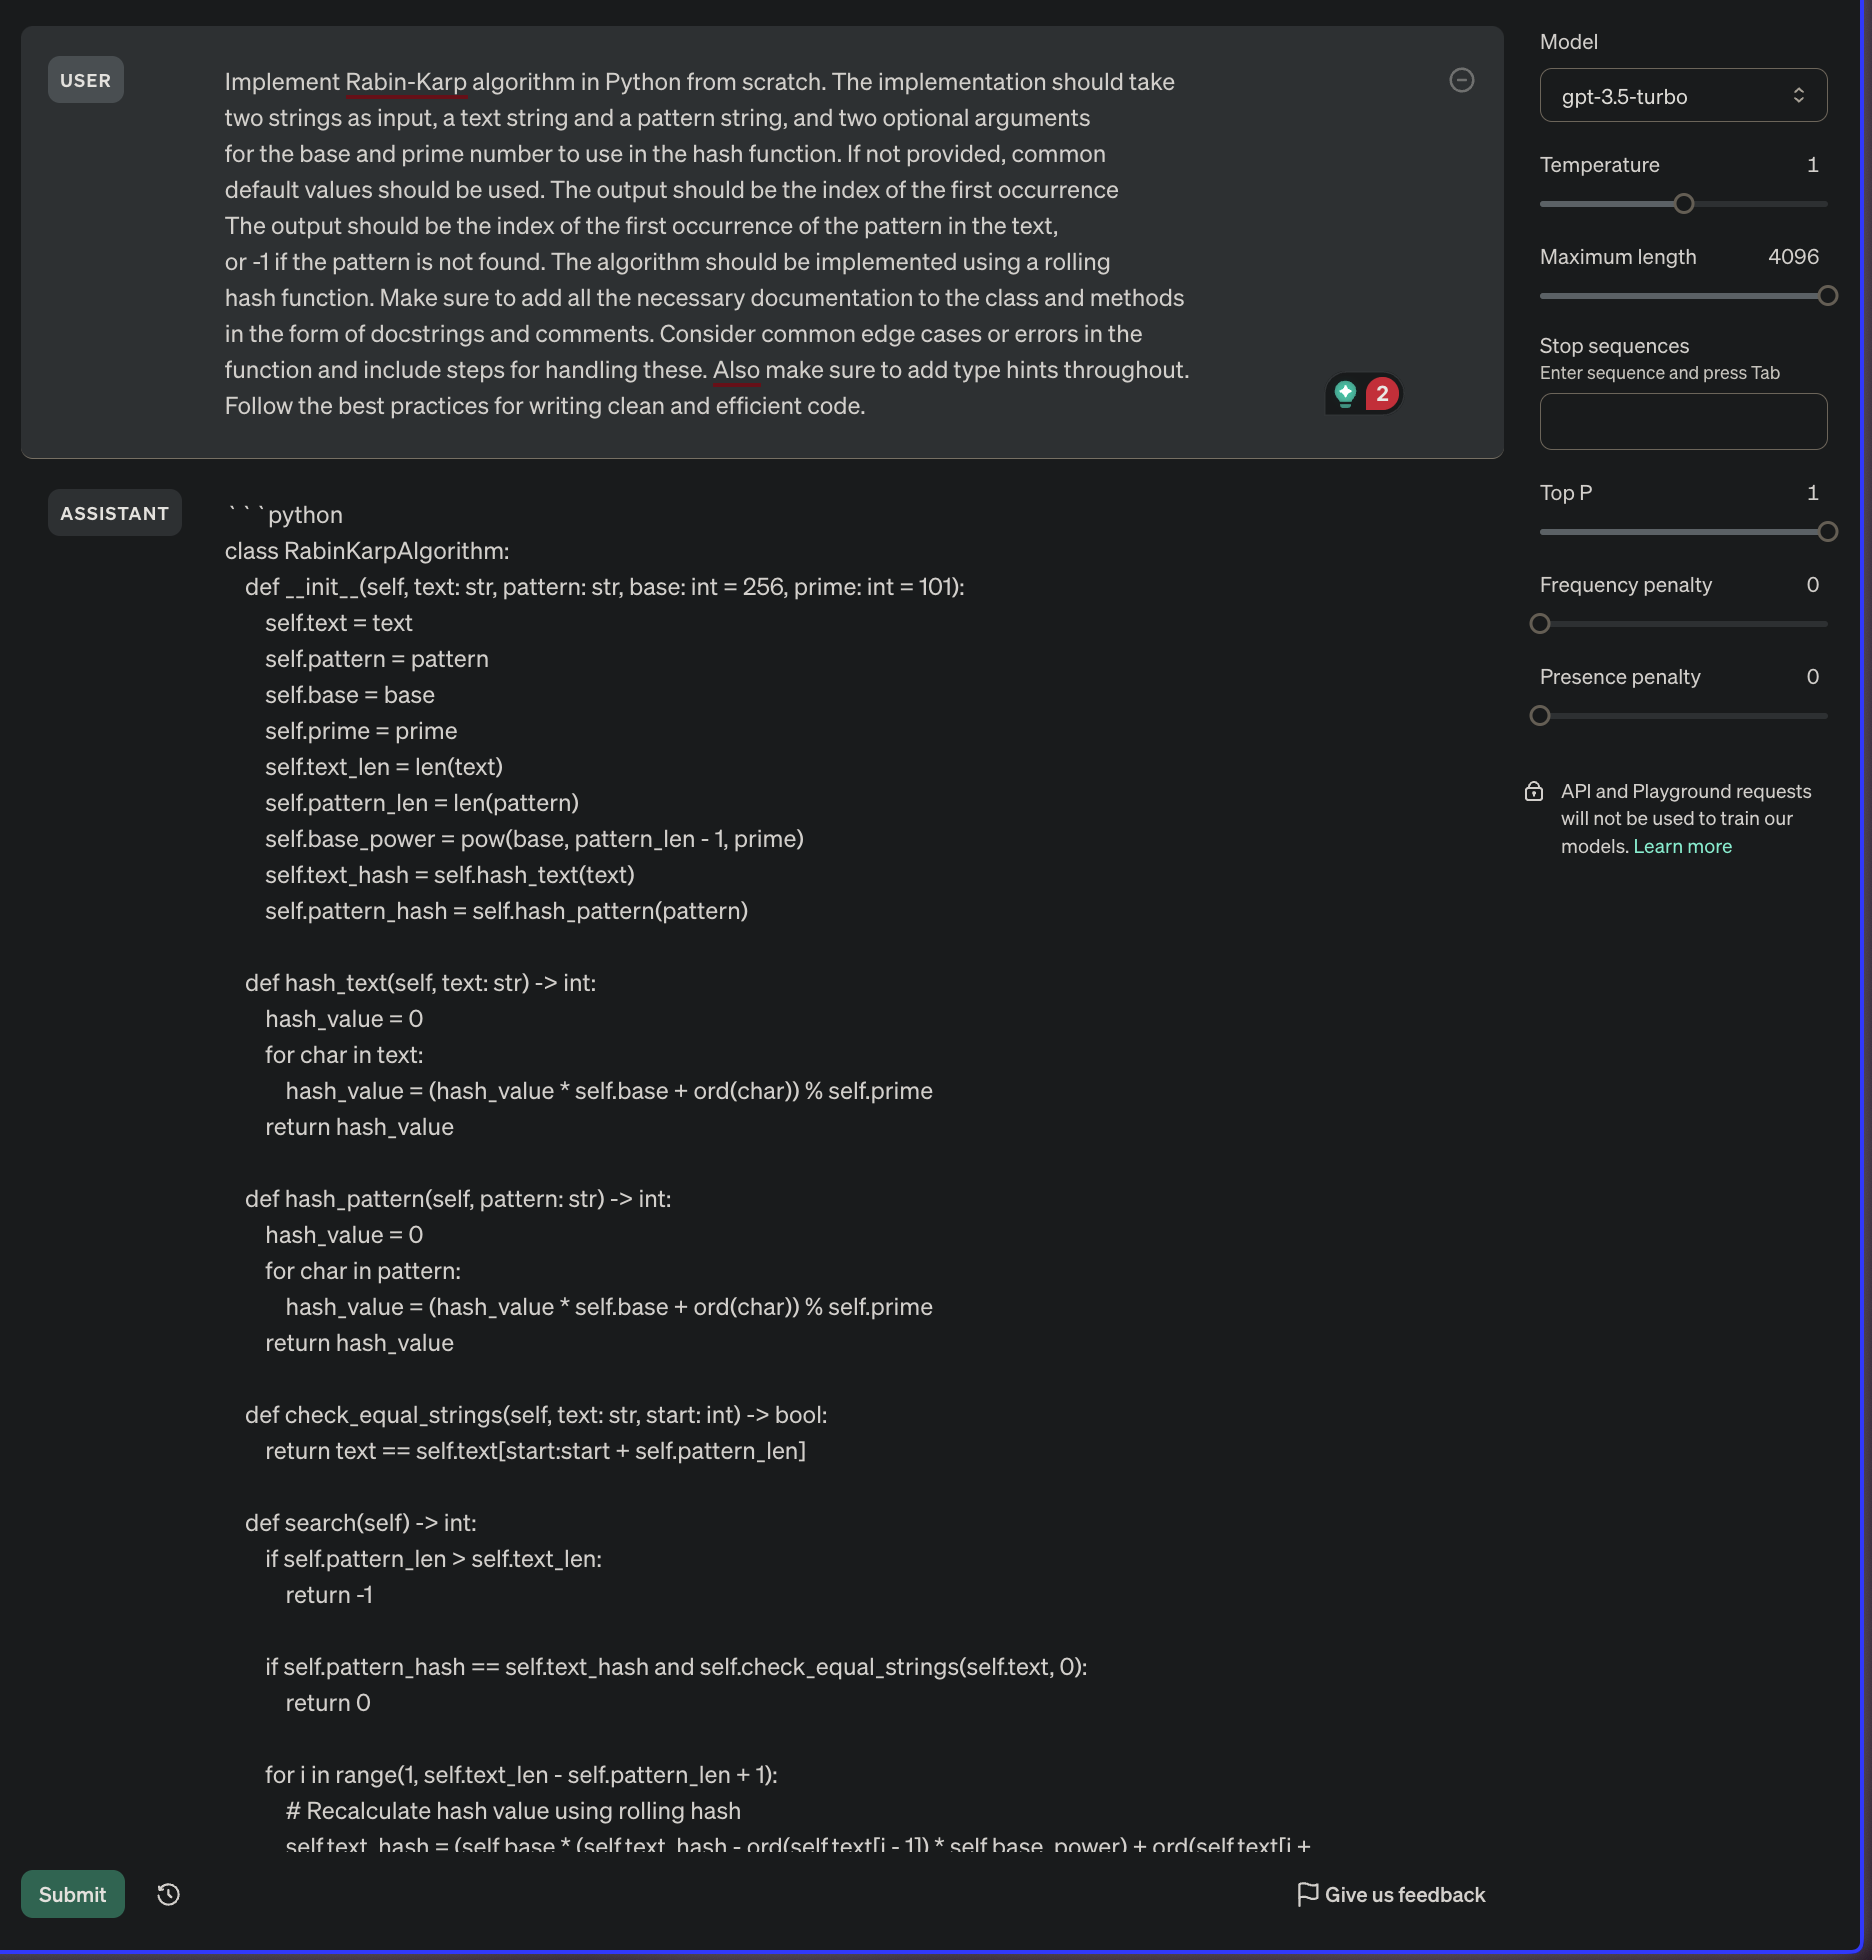 USER
Implement Rabin-Karp algorithm in Python from scratch. The implementation should take
two strings as input, a text string and a pattern string, and two optional arguments
for the base and prime number to use in the hash function. If not provided, common
default values should be used. The output should be the index of the first occurrence
The output should be the index of the first occurrence of the pattern in the text,
or -1 if the pattern is not found. The algorithm should be implemented using a rolling
hash function. Make sure to add all the necessary documentation to the class and methods
in the form of docstrings and comments. Consider common edge cases or errors in the
function and include steps for handling these. Also make sure to add type hints throughout.
Follow the best practices for writing clean and efficient code.
2
ASSISTANT
```python
class RabinKarpAlgorithm:
    def __init__(self, text: str, pattern: str, base: int = 256, prime: int = 101):
        self.text = text
        self.pattern = pattern
        self.base = base
        self.prime = prime
        self.text_len = len(text)
        self.pattern_len = len(pattern)
        self.base_power = pow(base, pattern_len - 1, prime)
        self.text_hash = self.hash_text(text)
        self.pattern_hash = self.hash_pattern(pattern)
    def hash_text(self, text: str) -> int:
        hash_value = 0
        for char in text:
            hash_value = (hash_value * self.base + ord(char)) % self.prime
        return hash_value
    def hash_pattern(self, pattern: str) -> int:
        hash_value = 0
        for char in pattern:
            hash_value = (hash_value * self.base + ord(char)) % self.prime
        return hash_value
    def check_equal_strings(self, text: str, start: int) -> bool:
        return text == self.text[start:start + self.pattern_len]
    def search(self) -> int:
        if self.pattern_len > self.text_len:
            return -1
        if self.pattern_hash == self.text_hash and self.check_equal_strings(self.text, 0):
            return 0
        for i in range(1, self.text_len - self.pattern_len + 1):
            # Recalculate hash value using rolling hash
            self.text_hash = (self.base * (self.text_hash - ord(self.text[i - 1]) * self.base_power) + ord(self.text[i +
Submit
Give us feedback
Model
gpt-3.5-turbo
Temperature 1
Maximum length 4096
Stop sequences
Enter sequence and press Tab
Top P 1
Frequency penalty 0
Presence penalty 0
API and Playground requests
will not be used to train our
models. Learn more